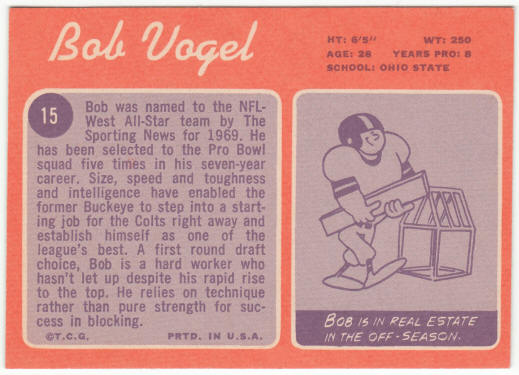 Bob Vogel
HT: 6/5" WT: 250
AGE: 28 YEARS PRO: 8
SCHOOL: OHIO STATE
15
Bob was named to the NFL-
West All-Star team by The
Sporting News for 1969. He
has been selected to the Pro Bowl
squad five times in his seven-year
career. Size, speed and toughness
and intelligence have enabled the
former Buckeye to step into a start-
ing job for the Colts right away and
establish himself as one of the
league's best. A first round draft
choice, Bob is a hard worker who
hasn't let up despite his rapid rise
to the top. He relies on technique
rather than pure strength for suc-
cess in blocking.
©T.C.G. PRTD. IN U.S.A.
BOB IS IN REAL ESTATE
IN THE OFF-SEASON.